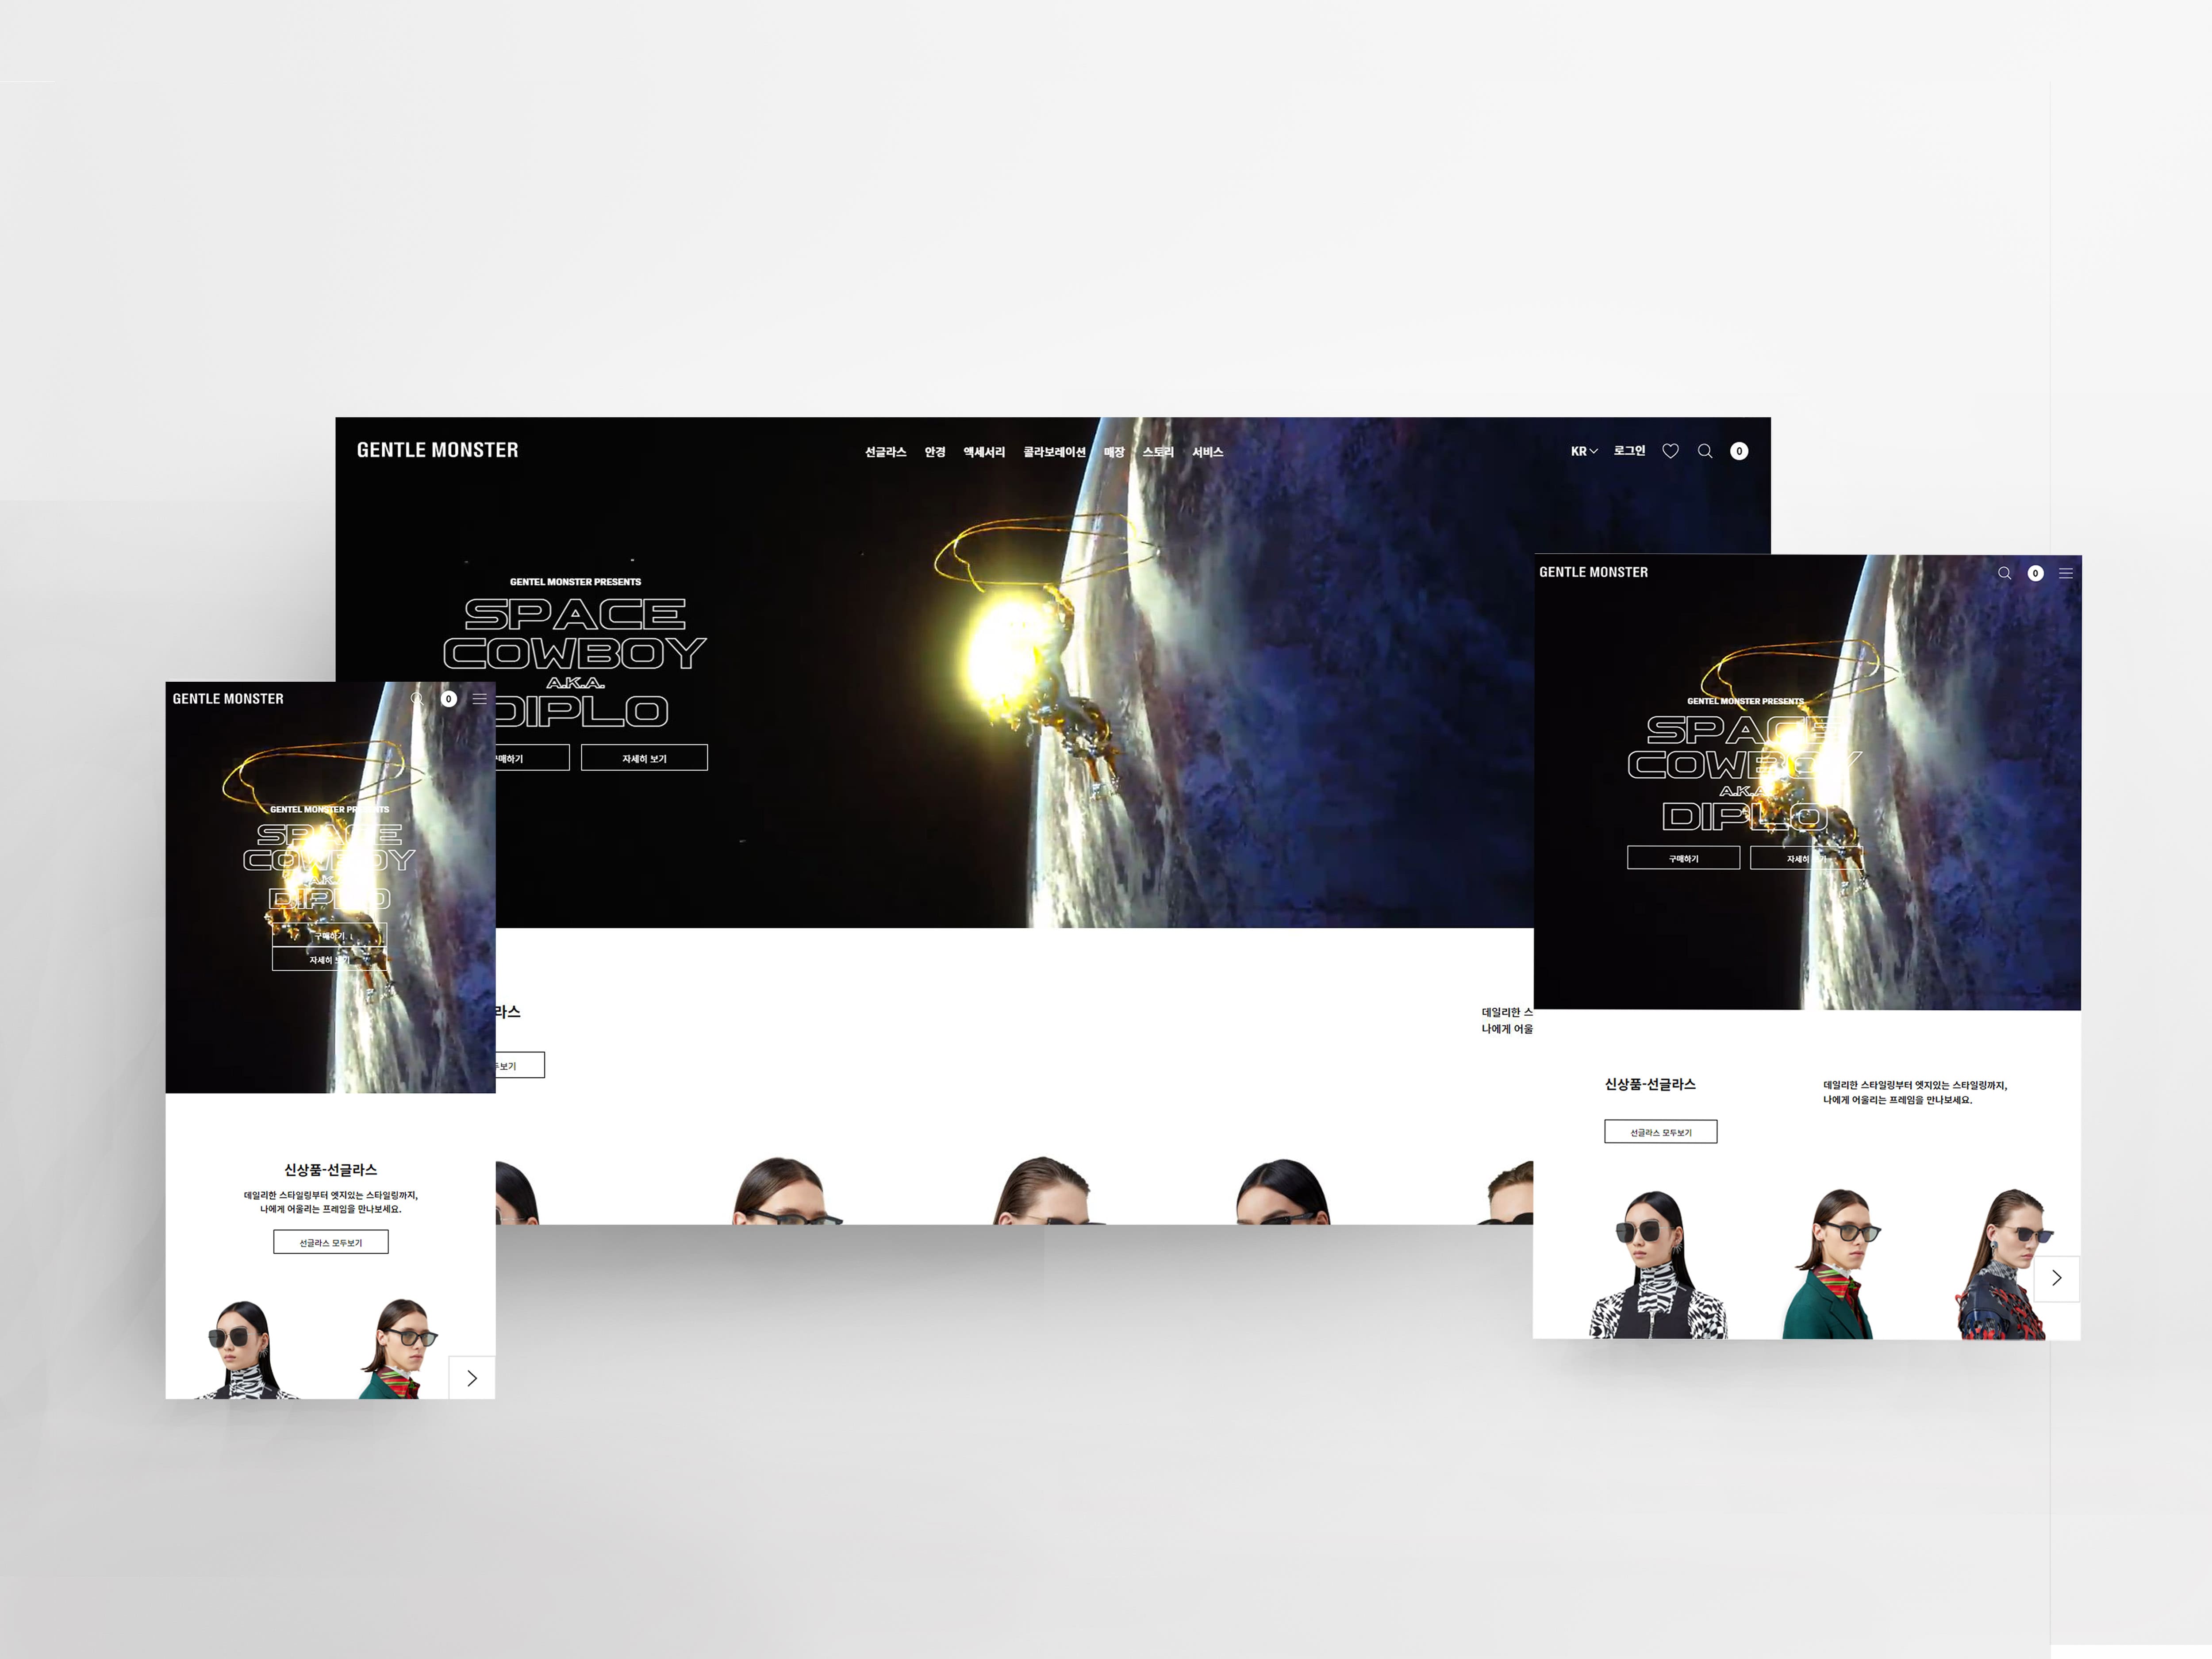 GENTLE MONSTER
선글라스 안경 액세서리 콜라보레이션 매장 스토리 서비스
KR 로그인 0
GENTEL MONSTER PRESENTS
SPACE
COWBOY
A.K.A.
DIPLO
구매하기 자세히 보기
라스
보기
데일리한 스
나에게 어울
GENTLE MONSTER
0
GENTEL MONSTER PRESENTS
SPACE
COWBOY
A.K.A.
DIPLO
구매하기
자세히 보기
신상품-선글라스
데일리한 스타일링부터 엣지있는 스타일링까지,
나에게 어울리는 프레임을 만나보세요.
선글라스 모두보기
GENTLE MONSTER
0
GENTEL MONSTER PRESENTS
SPACE
COWBOY
A.K.A.
DIPLO
구매하기 자세히 보기
신상품-선글라스
데일리한 스타일링부터 엣지있는 스타일링까지,
나에게 어울리는 프레임을 만나보세요.
선글라스 모두보기